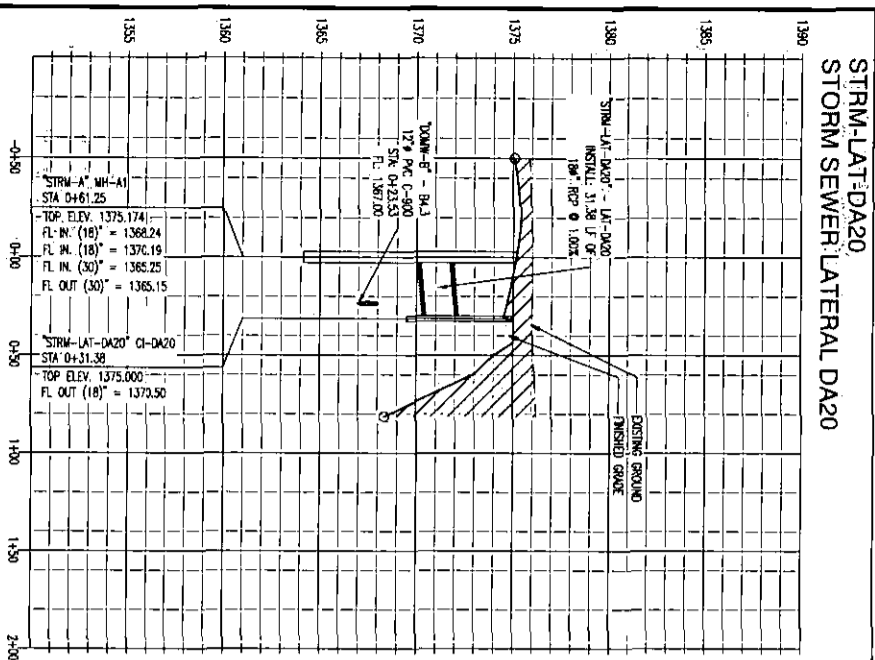 STRM-LAT-DA20
STORM SEWER LATERAL DA20
1390
1385
1380
1375
1370
1365
1360
1355
"STRM-LAT-DA20" - LAT-DA20
INSTALL: 31.38 LF OF
18"ø RCP @ 1.00%
"DOMW-B" - B4.3
12"ø PVC C-900
STA 0+23.53
FL: 1367.00
EXISTING GROUND
FINISHED GRADE
"STRM-A" MH-A1
STA 0+61.25
TOP ELEV. 1375.174
FL IN. (18)" = 1368.24
FL IN. (18)" = 1370.19
FL IN. (30)" = 1365.25
FL OUT (30)" = 1365.15
"STRM-LAT-DA20" CI-DA20
STA 0+31.38
TOP ELEV. 1375.000
FL OUT (18)" = 1370.50
-0+50
0+00
0+50
1+00
1+50
2+00